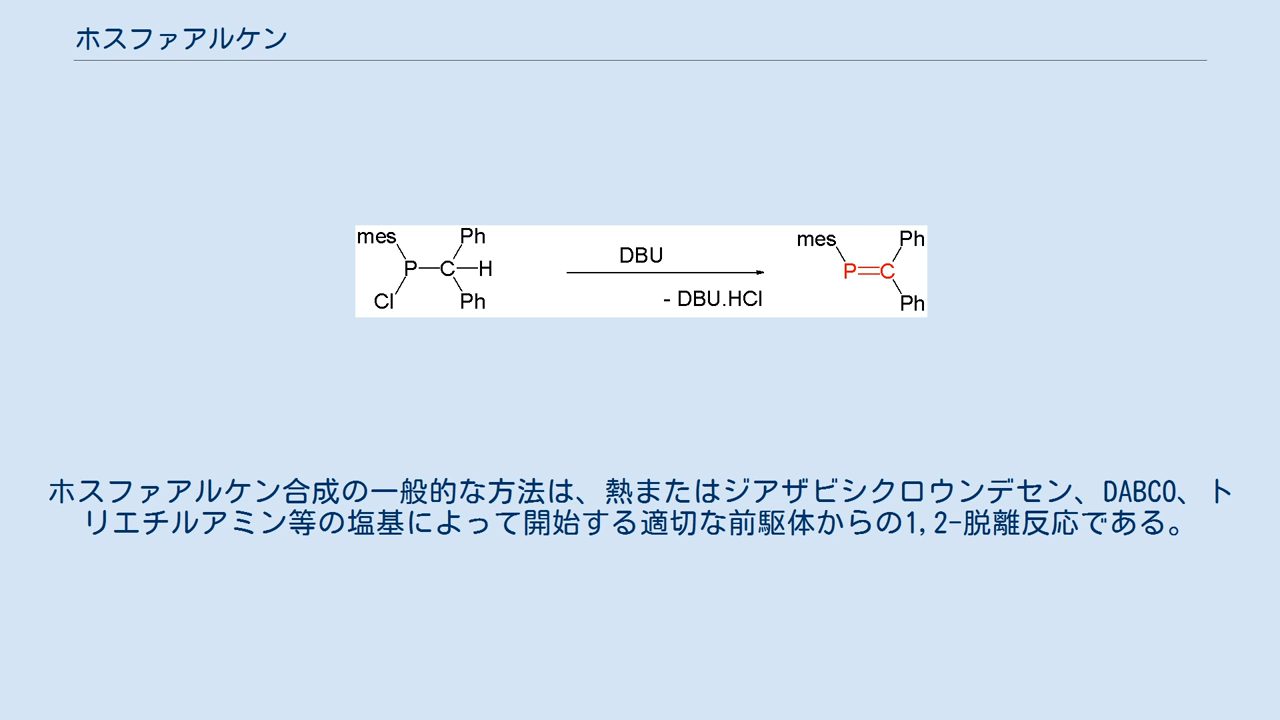 ホスファアルケン
mes Ph
P C H
Cl Ph
DBU
- DBU.HCl
mes Ph
P=C
Ph
ホスファアルケン合成の一般的な方法は、熱またはジアザビシクロウンデセン、DABCO、ト
リエチルアミン等の塩基によって開始する適切な前駆体からの1,2-脱離反応である。